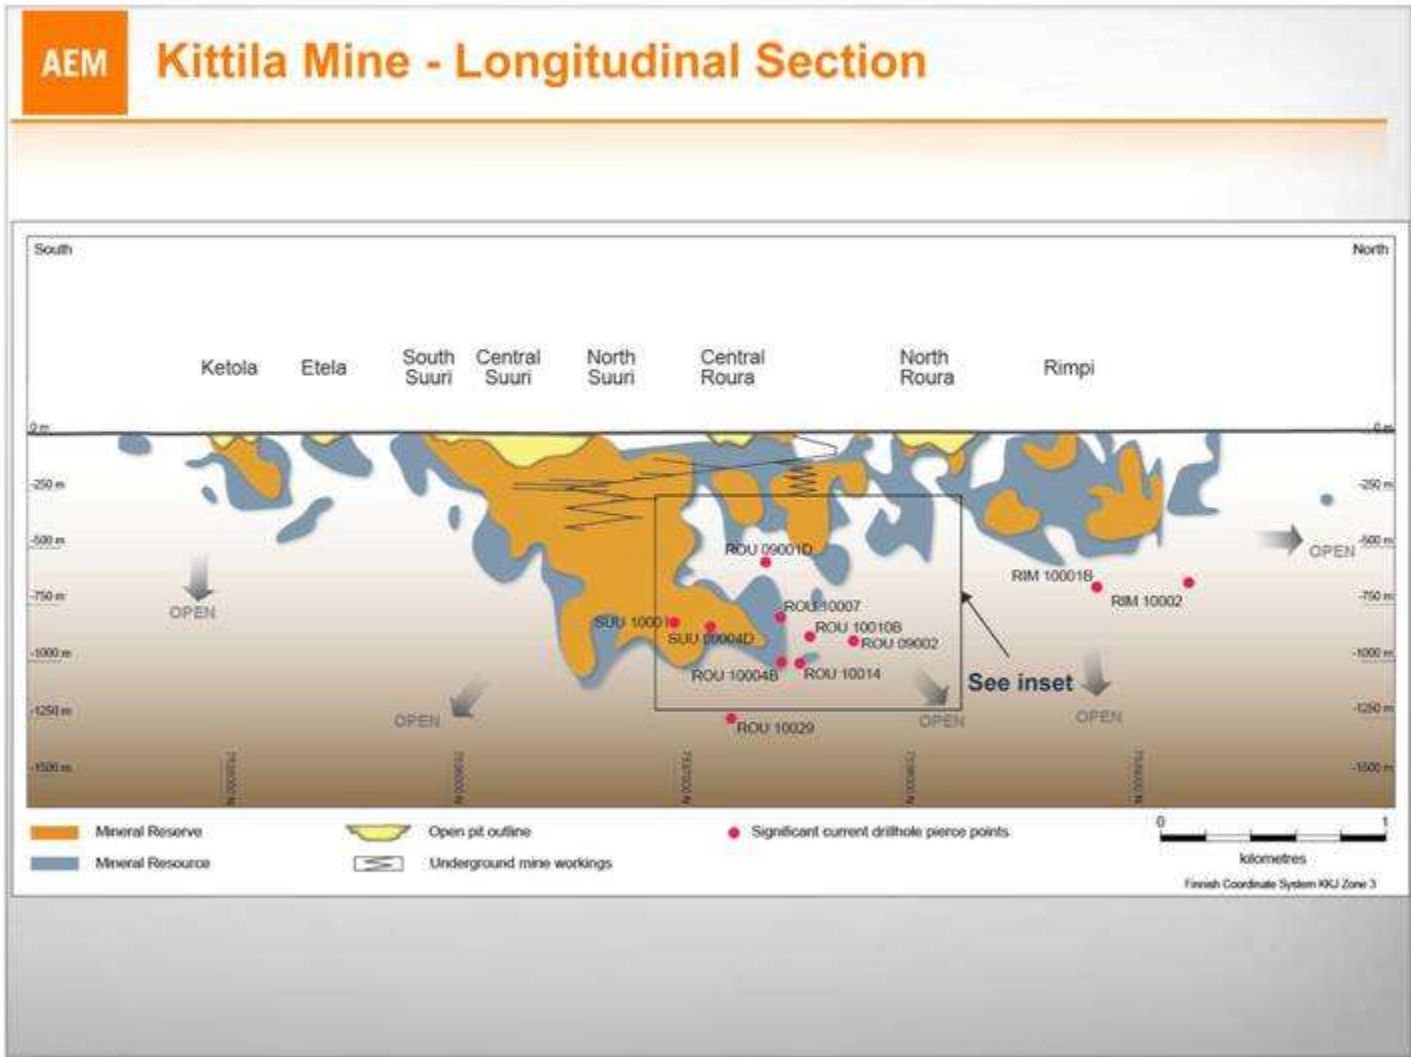 AEM
Kittila Mine - Longitudinal Section
South
North
Ketola
Etela
South
Suuri
Central
Suuri
North
Suuri
Central
Roura
North
Roura
Rimpi
0 m
0 m
-250 m
-250 m
-500 m
-500 m
-750 m
-750 m
-1000 m
-1000 m
-1250 m
-1250 m
-1500 m
-1500 m
ROU 09001D
OPEN
RIM 10001B
RIM 10002
OPEN
ROU 10007
SUU 10001
SUU 09004D
ROU 10010B
ROU 09002
ROU 10004B
ROU 10014
See inset
OPEN
OPEN
OPEN
ROU 10029
Mineral Reserve
Open pit outline
Significant current drillhole pierce points
0
1
Mineral Resource
Underground mine workings
kilometres
Finnish Coordinate System KKJ Zone 3